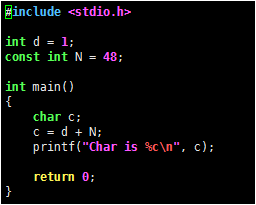 #include <stdio.h>
int d = 1;
const int N = 48;
int main()
{
    char c;
    c = d + N;
    printf("Char is %c\n", c);
    return 0;
}